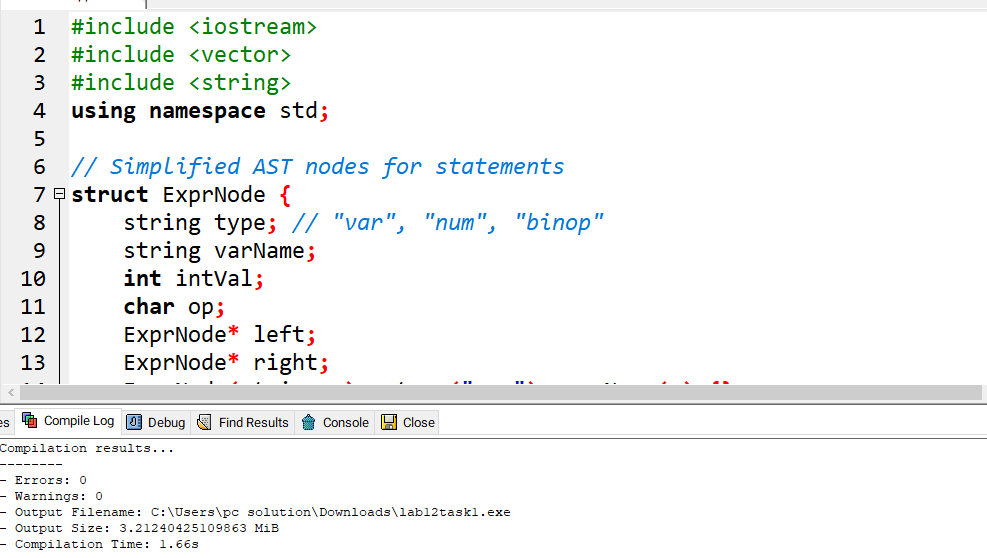 1 #include <iostream>
2 #include <vector>
3 #include <string>
4 using namespace std;
5
6 // Simplified AST nodes for statements
7 struct ExprNode {
8 string type; // "var", "num", "binop"
9 string varName;
10 int intVal;
11 char op;
12 ExprNode* left;
13 ExprNode* right;
es Compile Log Debug Find Results Console Close
Compilation results...
--------
- Errors: 0
- Warnings: 0
- Output Filename: C:\Users\pc solution\Downloads\lab12task1.exe
- Output Size: 3.21240425109863 MiB
- Compilation Time: 1.66s